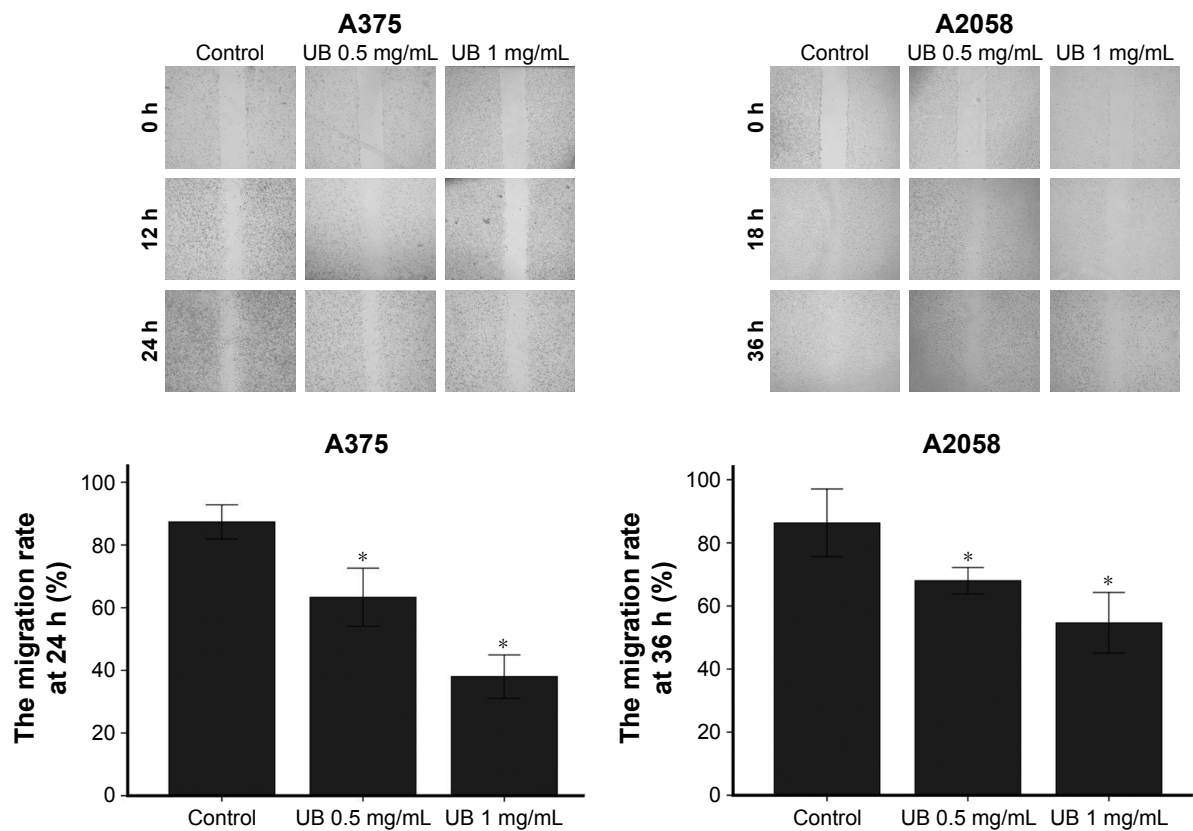 A375
Control UB 0.5 mg/mL UB 1 mg/mL
0 h
12 h
24 h
A2058
Control UB 0.5 mg/mL UB 1 mg/mL
0 h
18 h
36 h
A375
The migration rate
at 24 h (%)
100
80
60
40
20
0
*
*
Control UB 0.5 mg/mL UB 1 mg/mL
A2058
The migration rate
at 36 h (%)
100
80
60
40
20
0
*
*
Control UB 0.5 mg/mL UB 1 mg/mL